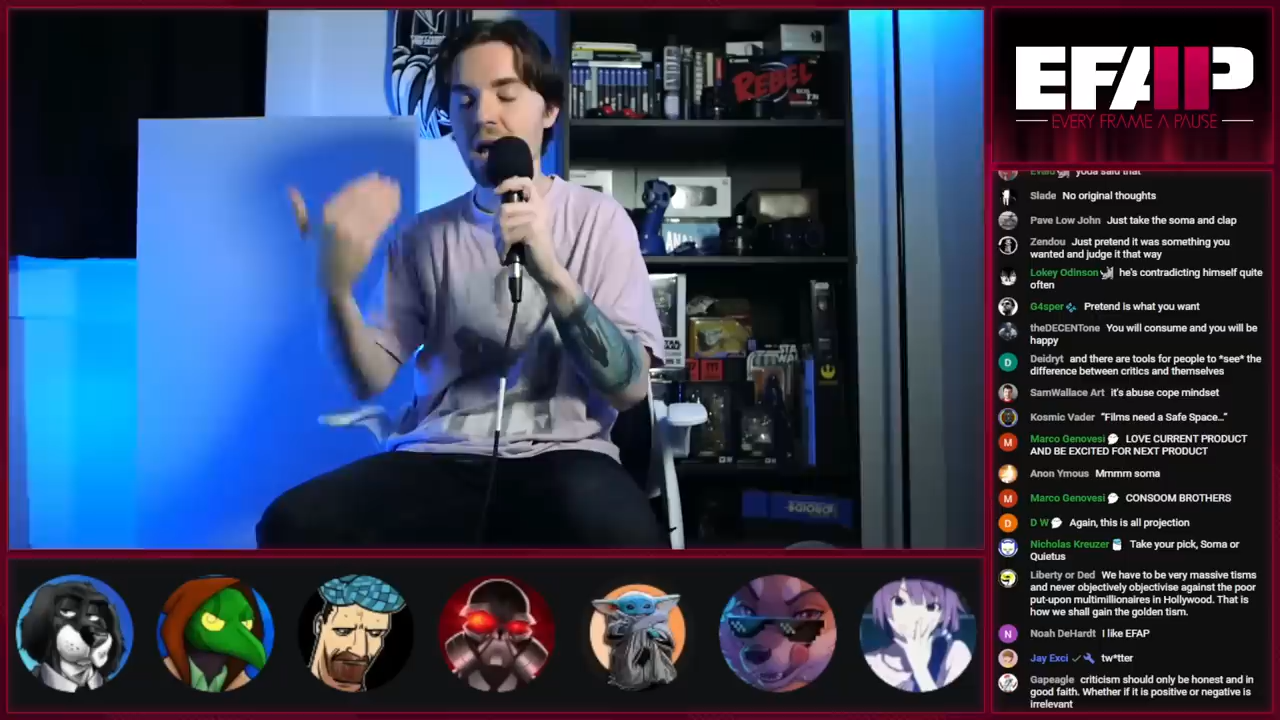 REBEL
STAR
WARS
EFAP
EVERY FRAME A PAUSE
yoda said that
Slade No original thoughts
Pave Low John Just take the soma and clap
Zendou Just pretend it was something you
wanted and judge it that way
Lokey Odinson he's contradicting himself quite
often
G4sper Pretend is what you want
theDECENTone You will consume and you will be
happy
D Deidryt and there are tools for people to *see* the
difference between critics and themselves
SamWallace Art it's abuse cope mindset
Kosmic Vader "Films need a Safe Space..."
M Marco Genovesi LOVE CURRENT PRODUCT
AND BE EXCITED FOR NEXT PRODUCT
Anon Ymous Mmmm soma
M Marco Genovesi CONSOOM BROTHERS
D D W Again, this is all projection
Nicholas Kreuzer Take your pick, Soma or
Quietus
Liberty or Ded We have to be very massive tisms
and never objectively objectivise against the poor
put-upon multimillionaires in Hollywood. That is
how we shall gain the golden tism.
N Noah DeHardt I like EFAP
Jay Exci tw*tter
Gapeagle criticism should only be honest and in
good faith. Whether if it is positive or negative is
irrelevant